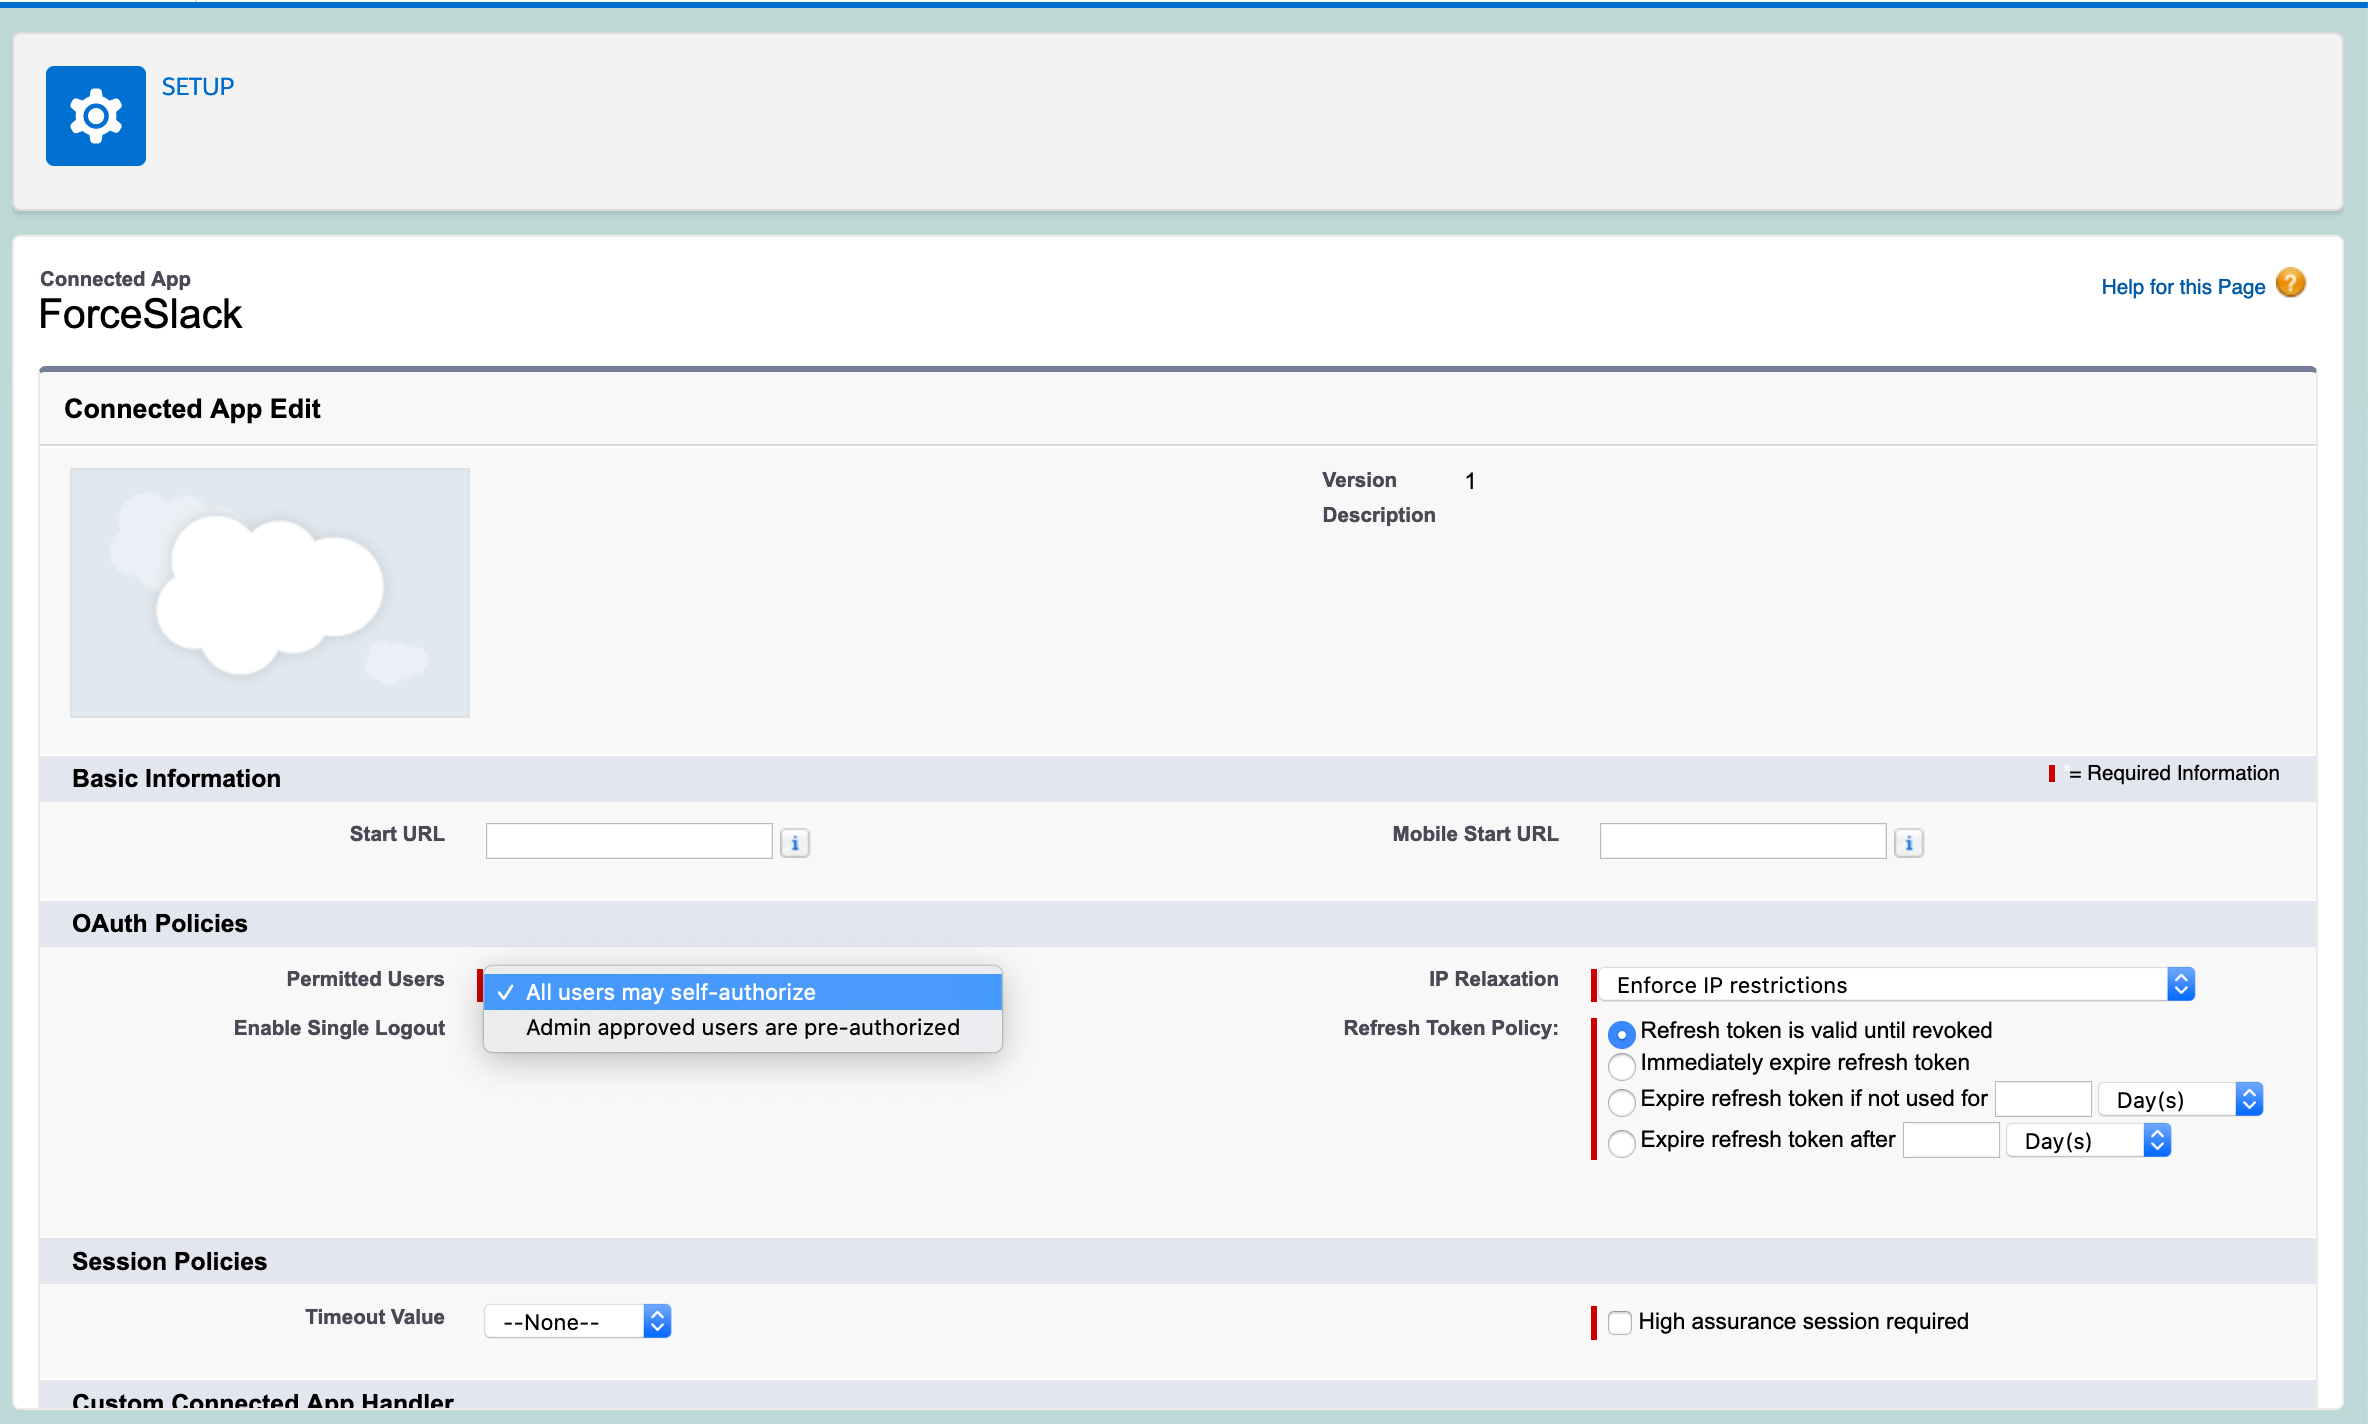 SETUP
Connected App
ForceSlack
Help for this Page ?
Connected App Edit
Version 1
Description
Basic Information
= Required Information
Start URL
i
Mobile Start URL
i
OAuth Policies
Permitted Users
✓ All users may self-authorize
Admin approved users are pre-authorized
Enable Single Logout
IP Relaxation
Enforce IP restrictions
Refresh Token Policy:
Refresh token is valid until revoked
Immediately expire refresh token
Expire refresh token if not used for Day(s)
Expire refresh token after Day(s)
Session Policies
Timeout Value
--None--
High assurance session required
Custom Connected App Handler